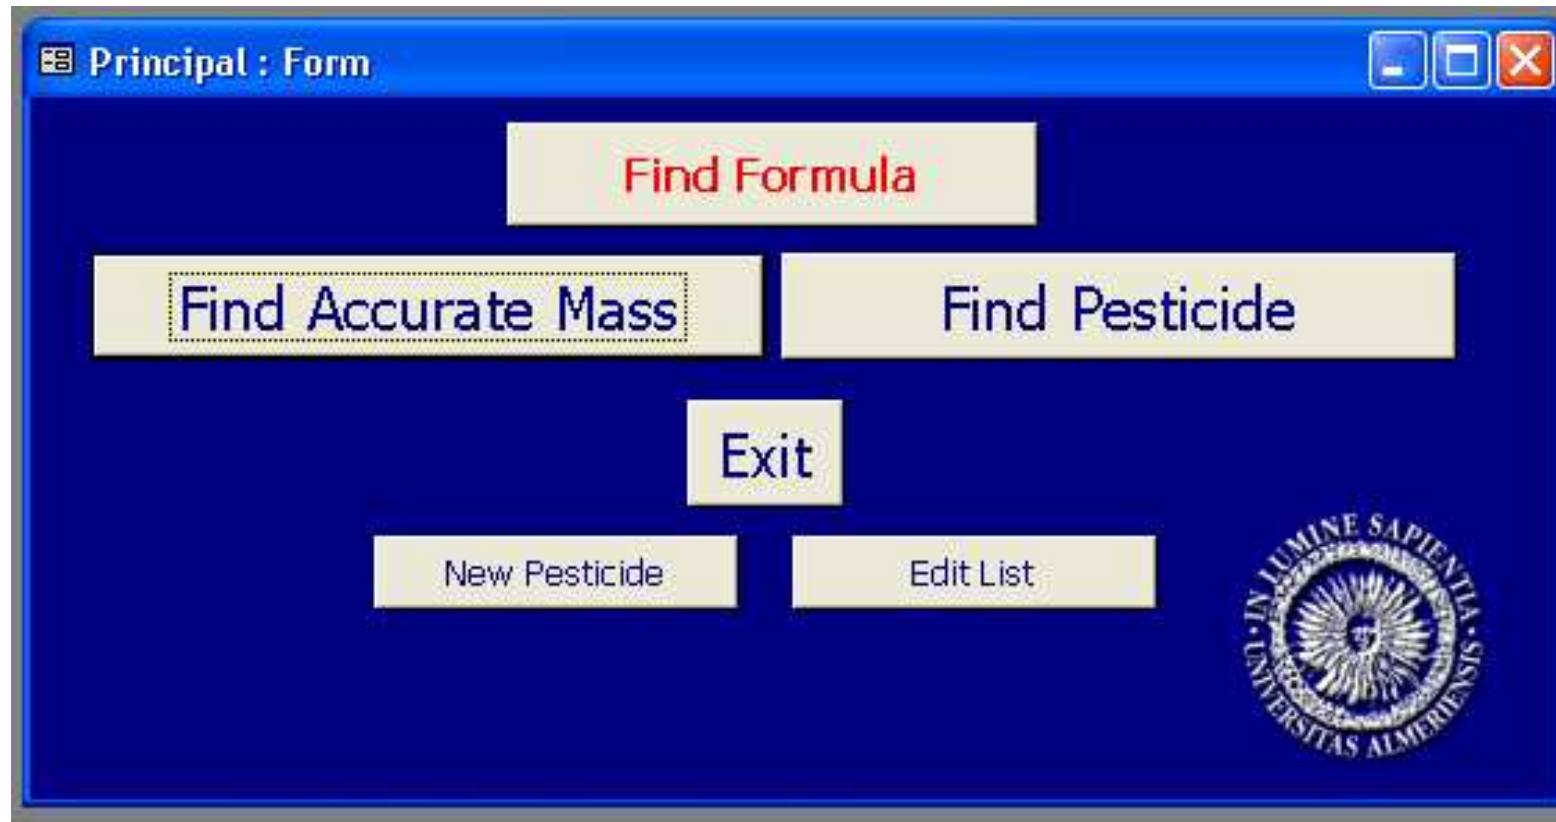 Principal : Form
Find Formula
Find Accurate Mass
Find Pesticide
Exit
New Pesticide
Edit List
IN LUMINE SAPIENTIA · UNIVERSITAS ALMERIENSIS ·